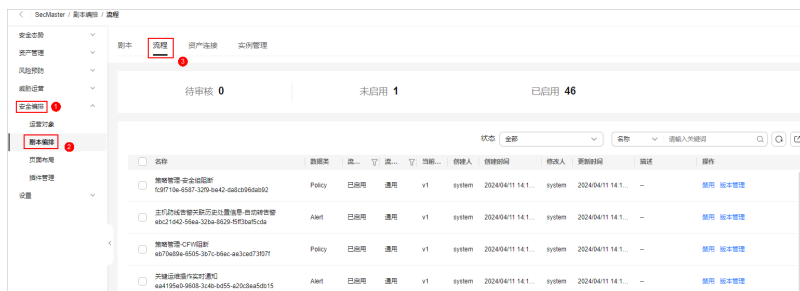 SecMaster / 剧本编排 / 流程
安全态势
资产管理
风险预防
威胁运营
安全编排 1
运营对象
剧本编排 2
页面布局
插件管理
设置
剧本 流程 资产连接 实例管理
3
待审核 0 未启用 1 已启用 46
状态 全部 名称 请输入关键词
名称 数据类 流... 流... 当前... 创建人 创建时间 修改人 更新时间 描述 操作
策略管理-安全组阻断
fc9f710e-6587-32f9-be42-da8cb96deb92
Policy 已启用 通用 v1 system 2024/04/11 14:1... system 2024/04/11 14:1... -- 禁用 版本管理
主机防线告警关联历史处置信息-自动转告警
ebc21d42-56ea-32ba-8629-f5ff3baf5cda
Alert 已启用 通用 v1 system 2024/04/11 14:1... system 2024/04/11 14:1... -- 禁用 版本管理
策略管理-CFW阻断
eb70e89e-6505-3b7c-b6ec-ae3ced73f07f
Policy 已启用 通用 v1 system 2024/04/11 14:1... system 2024/04/11 14:1... -- 禁用 版本管理
关键运维操作实时通知
ea4195e0-9608-3c4b-bd55-e20c8ea5db15
Alert 已启用 通用 v1 system 2024/04/11 14:1... system 2024/04/11 14:1... -- 禁用 版本管理